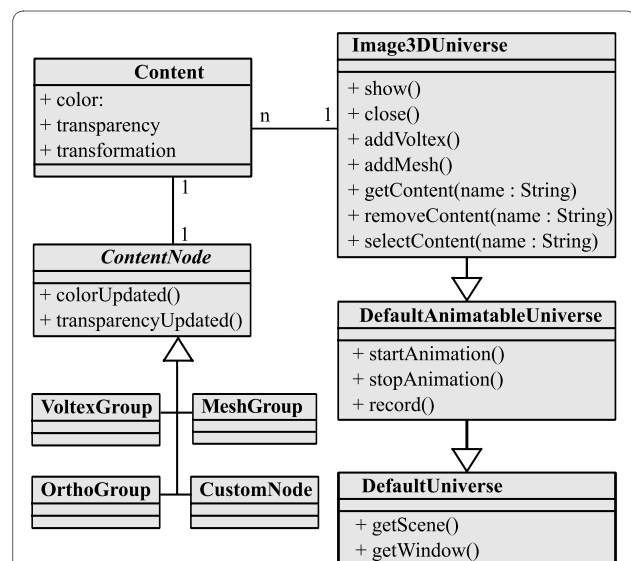 Content
+ color:
+ transparency
+ transformation
n
1
Image3DUniverse
+ show()
+ close()
+ addVoltex()
+ addMesh()
+ getContent(name : String)
+ removeContent(name : String)
+ selectContent(name : String)
1
1
ContentNode
+ colorUpdated()
+ transparencyUpdated()
VoltexGroup
MeshGroup
OrthoGroup
CustomNode
DefaultAnimatableUniverse
+ startAnimation()
+ stopAnimation()
+ record()
DefaultUniverse
+ getScene()
+ getWindow()